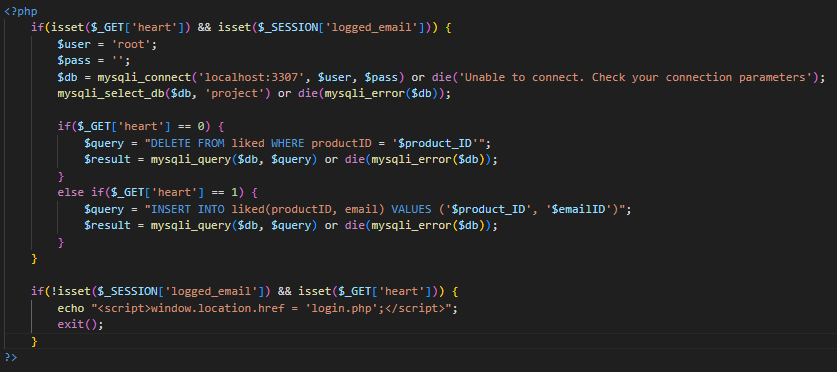 <?php
    if(isset($_GET['heart']) && isset($_SESSION['logged_email'])) {
        $user = 'root';
        $pass = '';
        $db = mysqli_connect('localhost:3307', $user, $pass) or die('Unable to connect. Check your connection parameters');
        mysqli_select_db($db, 'project') or die(mysqli_error($db));

        if($_GET['heart'] == 0) {
            $query = "DELETE FROM liked WHERE productID = '$product_ID'";
            $result = mysqli_query($db, $query) or die(mysqli_error($db));
        }
        else if($_GET['heart'] == 1) {
            $query = "INSERT INTO liked(productID, email) VALUES ('$product_ID', '$emailID')";
            $result = mysqli_query($db, $query) or die(mysqli_error($db));
        }
    }

    if(!isset($_SESSION['logged_email']) && isset($_GET['heart'])) {
        echo "<script>window.location.href = 'login.php';</script>";
        exit();
    }
?>